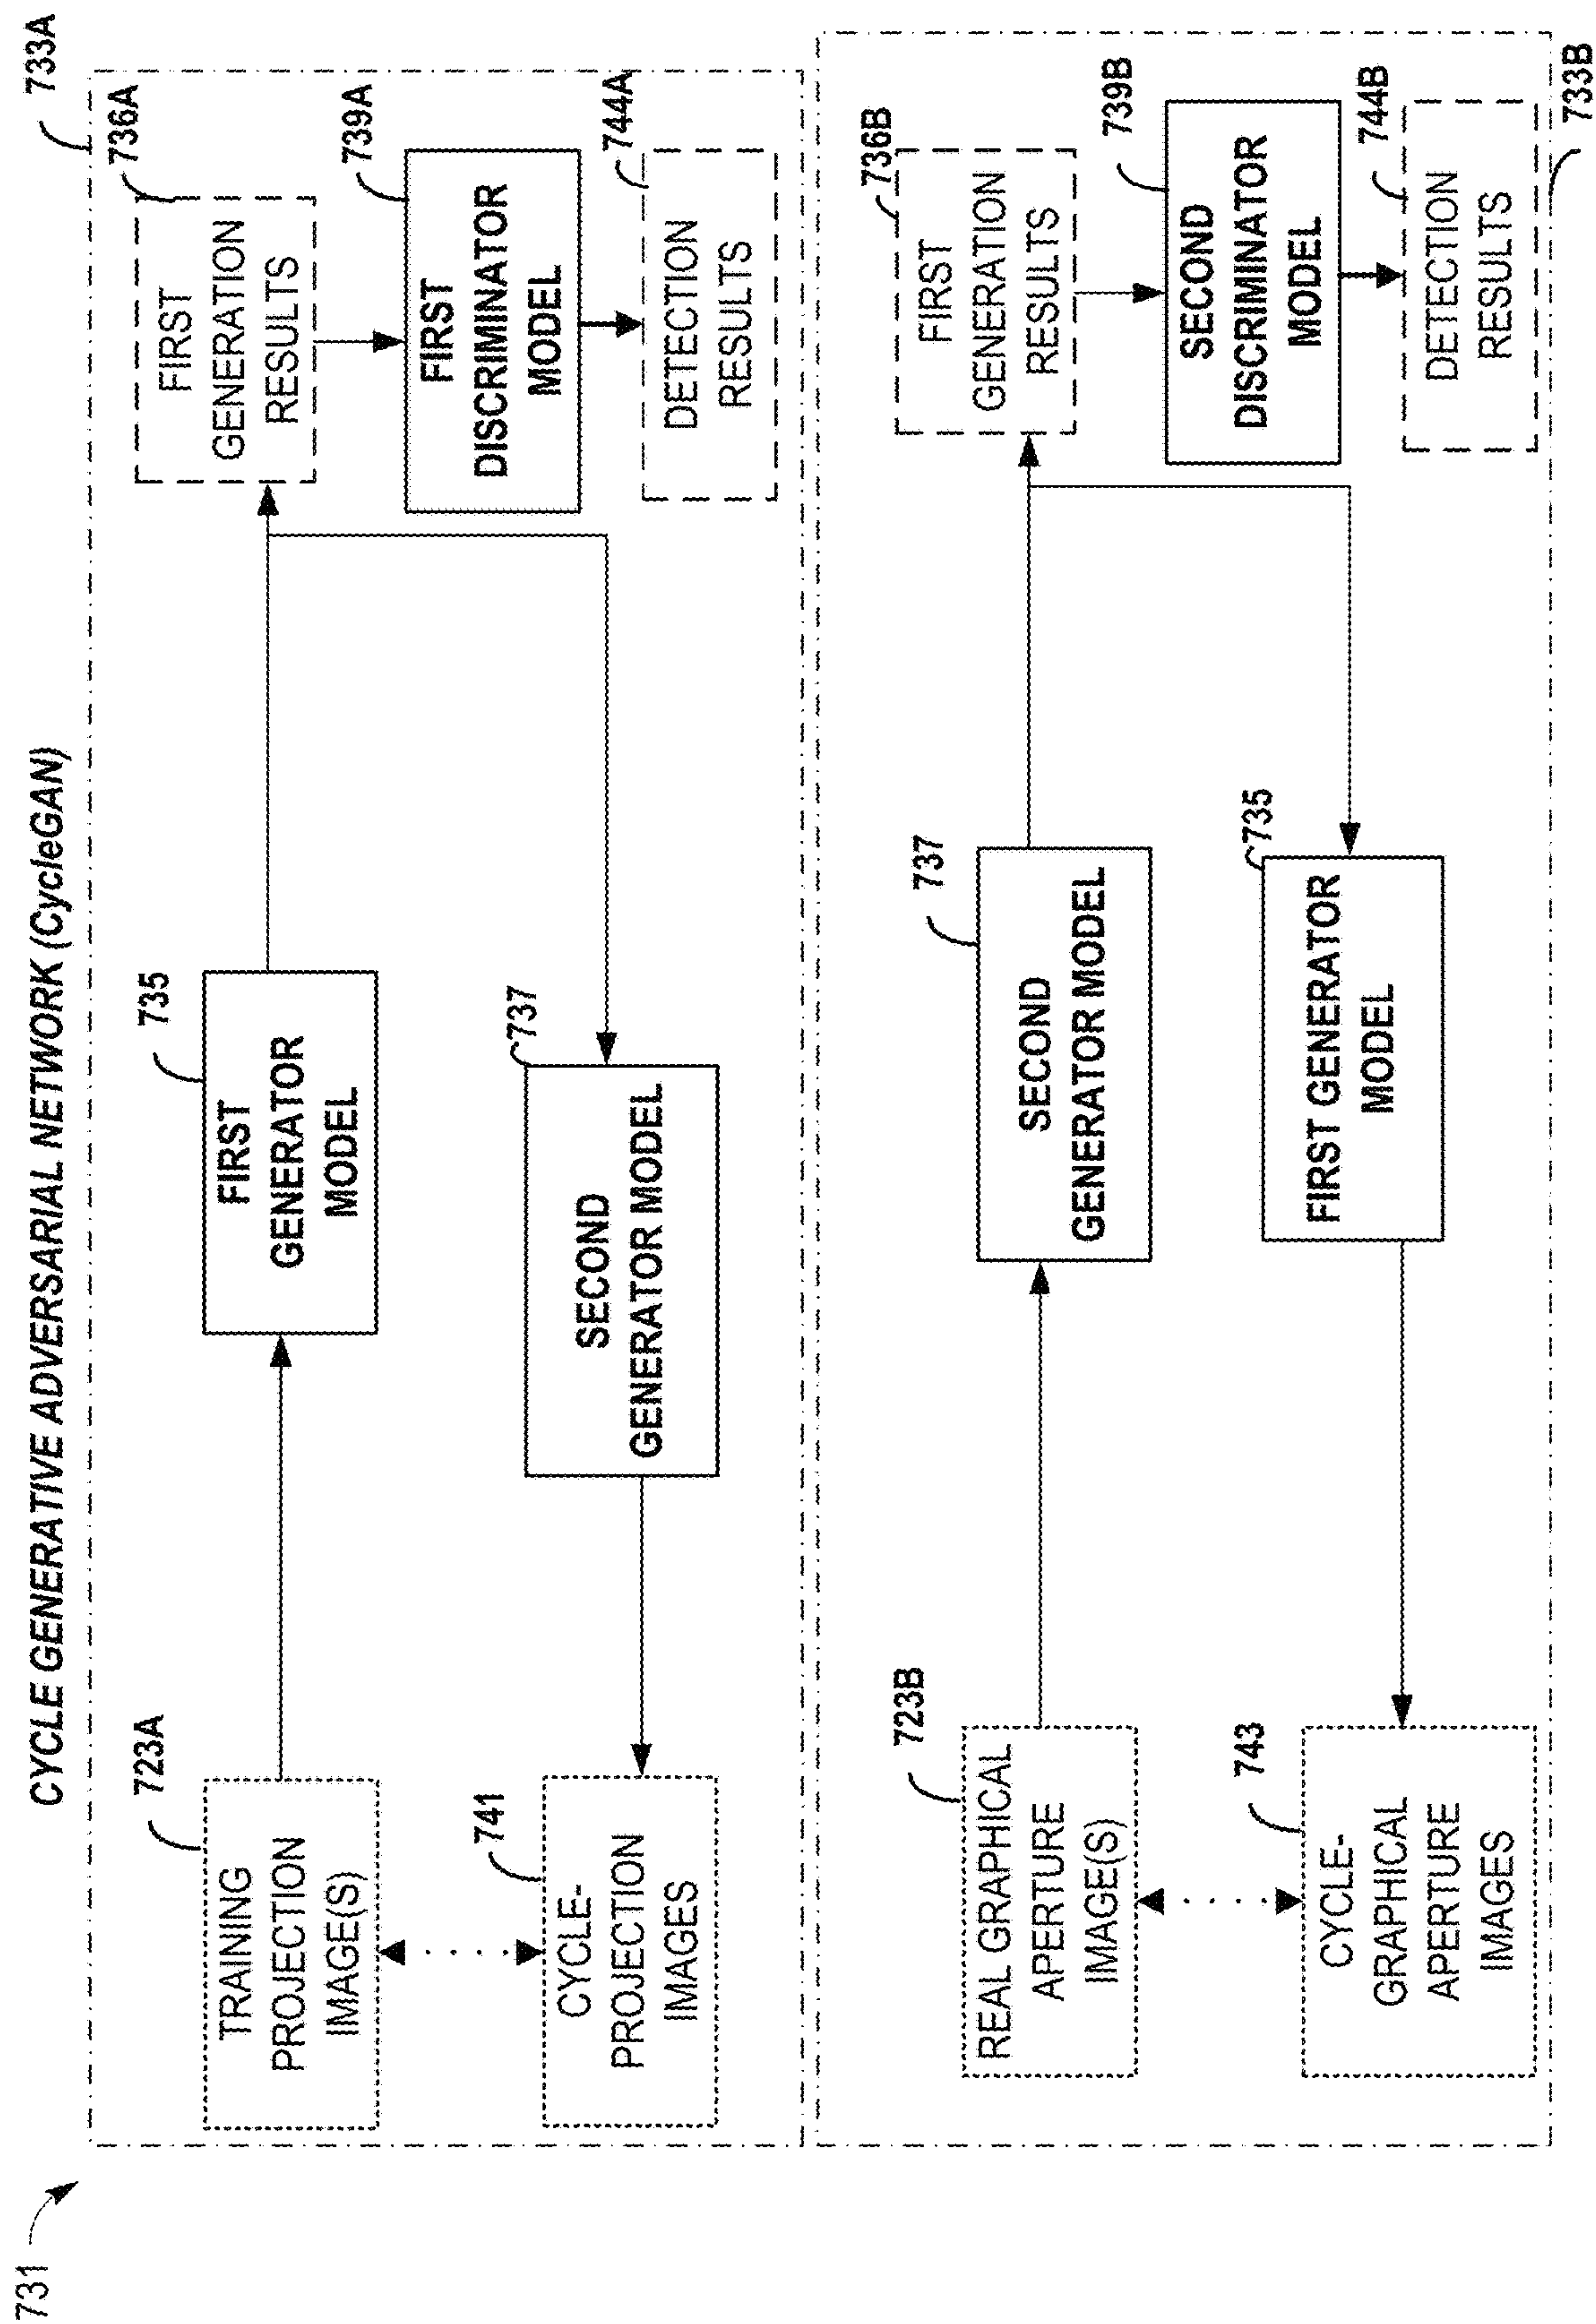 731
CYCLE GENERATIVE ADVERSARIAL NETWORK (CycleGAN)
733A
723A
TRAINING
PROJECTION
IMAGE(S)
735
FIRST
GENERATOR
MODEL
736A
FIRST
GENERATION
RESULTS
739A
FIRST
DISCRIMINATOR
MODEL
744A
DETECTION
RESULTS
737
SECOND
GENERATOR MODEL
741
CYCLE-
PROJECTION
IMAGES
723B
REAL GRAPHICAL
APERTURE
IMAGE(S)
737
SECOND
GENERATOR MODEL
736B
FIRST
GENERATION
RESULTS
739B
SECOND
DISCRIMINATOR
MODEL
744B
DETECTION
RESULTS
735
FIRST GENERATOR
MODEL
743
CYCLE-
GRAPHICAL
APERTURE
IMAGES
733B